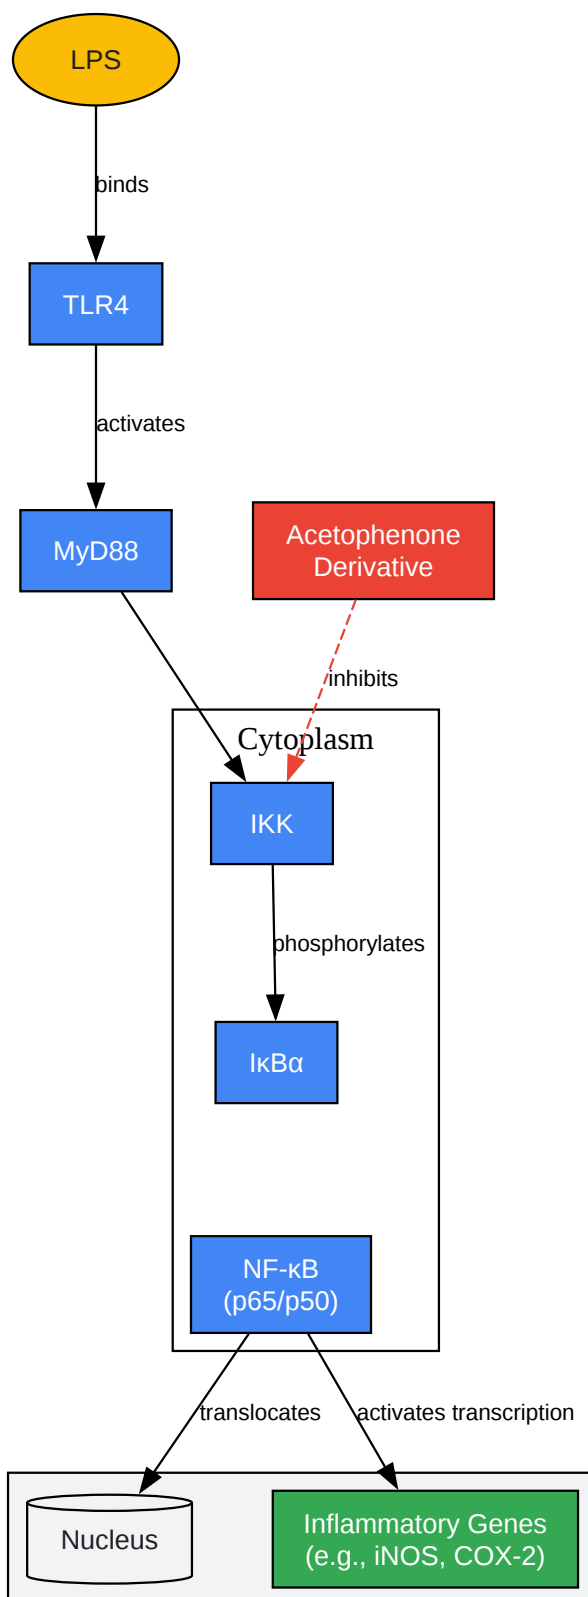 LPS
binds
TLR4
activates
MyD88
Acetophenone
Derivative
inhibits
Cytoplasm
IKK
phosphorylates
IκBα
NF-κB
(p65/p50)
translocates
activates transcription
Nucleus
Inflammatory Genes
(e.g., iNOS, COX-2)